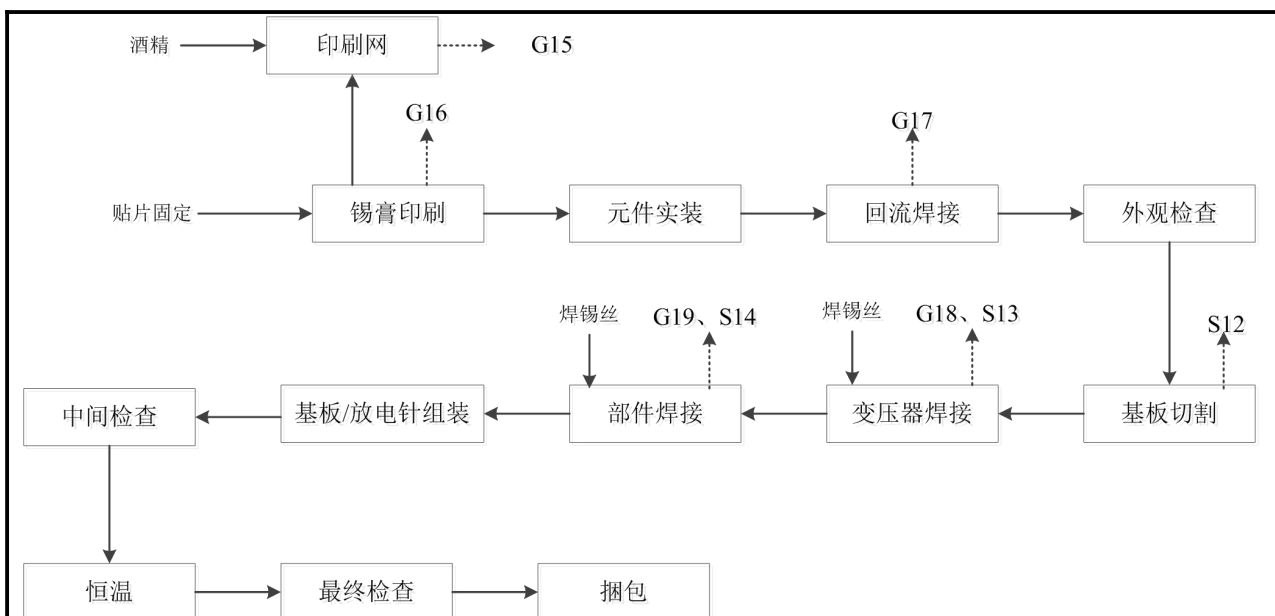 酒精
印刷网
G15
G16
G17
贴片固定
锡膏印刷
元件实装
回流焊接
外观检查
焊锡丝
G19、S14
焊锡丝
G18、S13
S12
中间检查
基板/放电针组装
部件焊接
变压器焊接
基板切割
恒温
最终检查
捆包